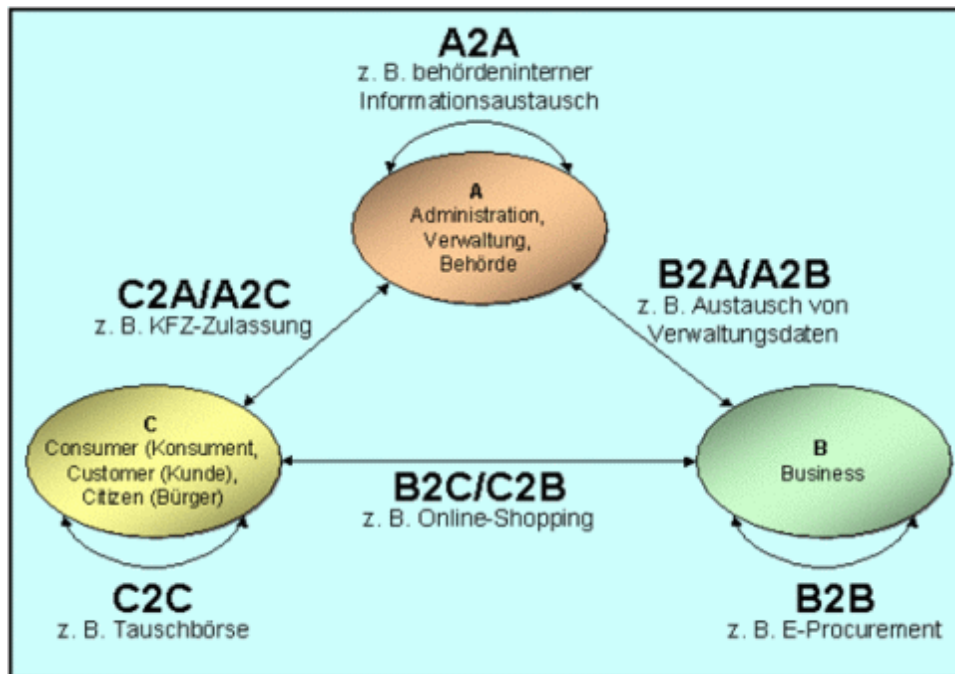 A2A
z. B. behördeninterner
Informationsaustausch
A
Administration,
Verwaltung,
Behörde
C2A/A2C
z. B. KFZ-Zulassung
B2A/A2B
z. B. Austausch von
Verwaltungsdaten
C
Consumer (Konsument,
Customer (Kunde),
Citizen (Bürger)
B2C/C2B
z. B. Online-Shopping
B
Business
C2C
z. B. Tauschbörse
B2B
z. B. E-Procurement